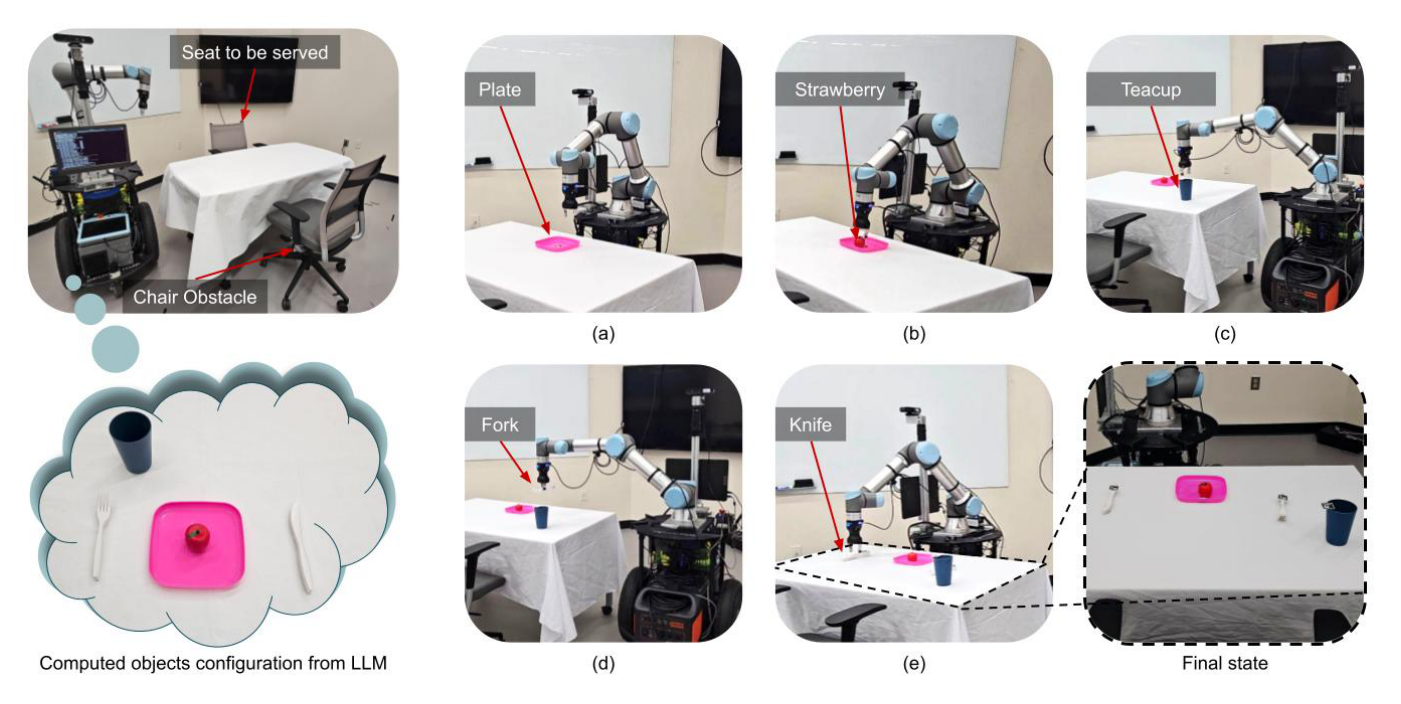 Seat to be served
Chair Obstacle
Computed objects configuration from LLM
Plate
(a)
Strawberry
(b)
Teacup
(c)
Fork
(d)
Knife
(e)
Final state